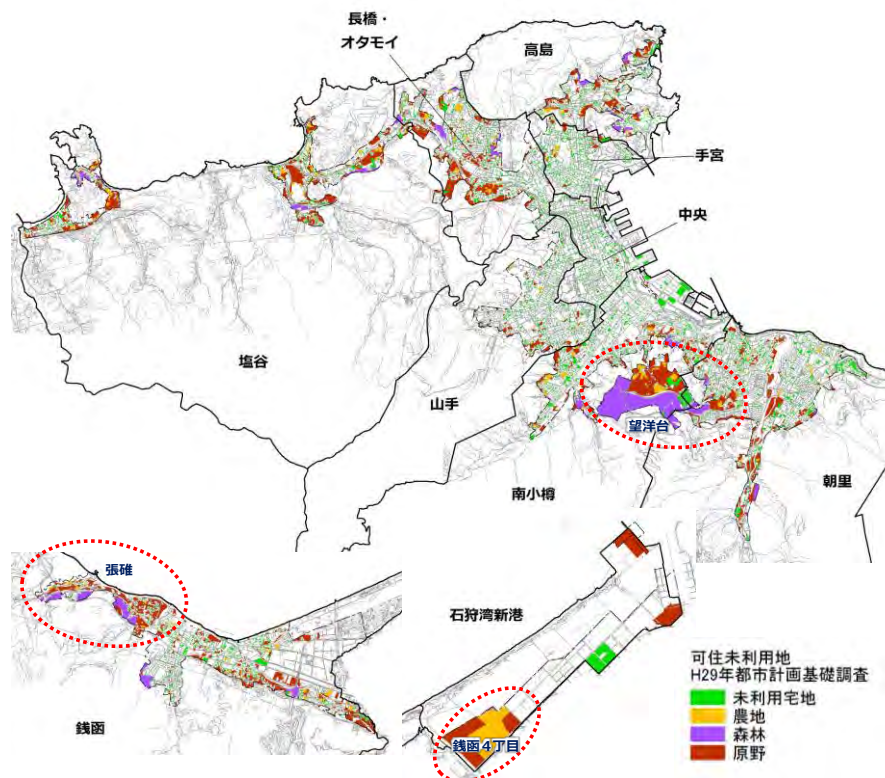 長橋・
オタモイ
高島
手宮
中央
塩谷
山手
望洋台
南小樽
朝里
張碓
石狩湾新港
銭函
銭函4丁目
可住未利用地
H29年都市計画基礎調査
未利用宅地
農地
森林
原野